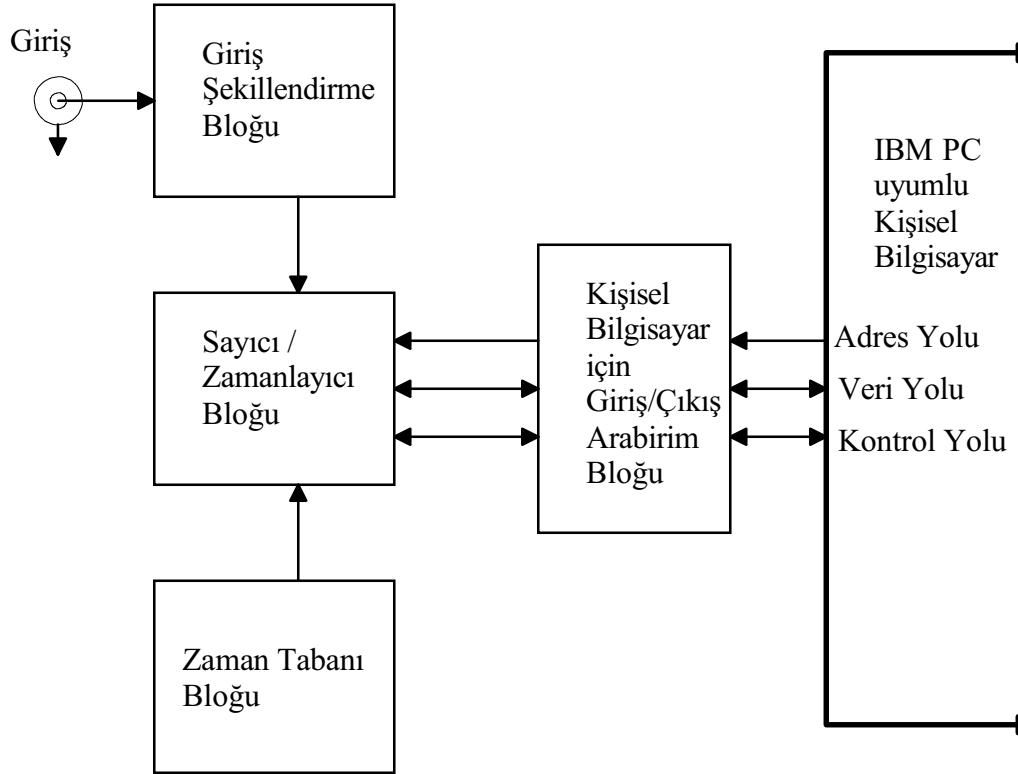 Giriş
Giriş
Şekillendirme
Bloğu
IBM PC
uyumlu
Kişisel
Bilgisayar
Sayıcı /
Zamanlayıcı
Bloğu
Kişisel
Bilgisayar
için
Giriş/Çıkış
Arabirim
Bloğu
Adres Yolu
Veri Yolu
Kontrol Yolu
Zaman Tabanı
Bloğu